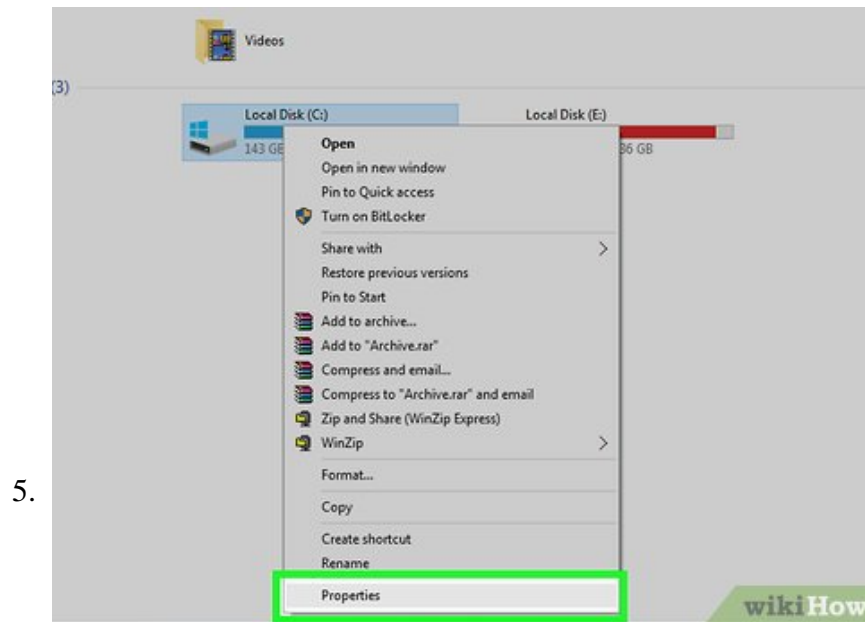 Videos
(3)
Local Disk (C:)
Local Disk (E:)
143 GB
36 GB
Open
Open in new window
Pin to Quick access
Turn on BitLocker
Share with
Restore previous versions
Pin to Start
Add to archive...
Add to "Archive.rar"
Compress and email...
Compress to "Archive.rar" and email
Zip and Share (WinZip Express)
WinZip
Format...
5.
Copy
Create shortcut
Rename
Properties
wikiHow